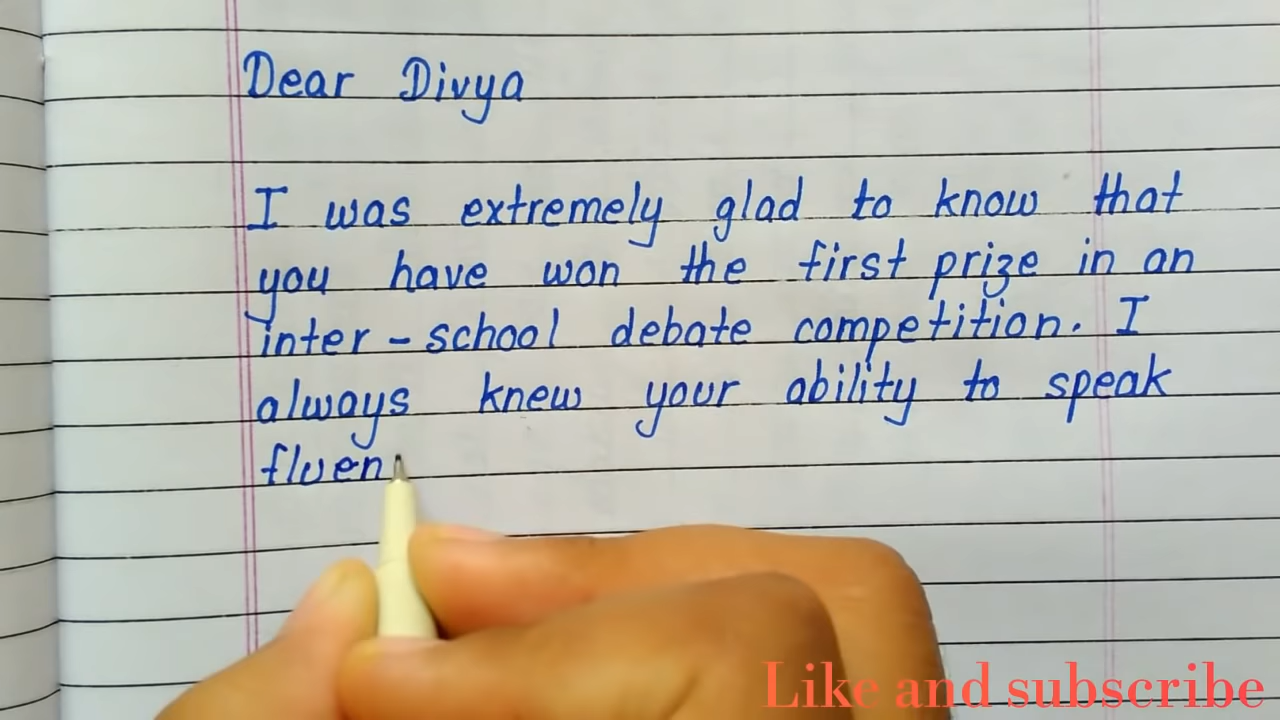 Dear Divya
I was extremely glad to know that
you have won the first prize in an
inter-school debate competition. I
always knew your ability to speak
fluen
Like and subscribe